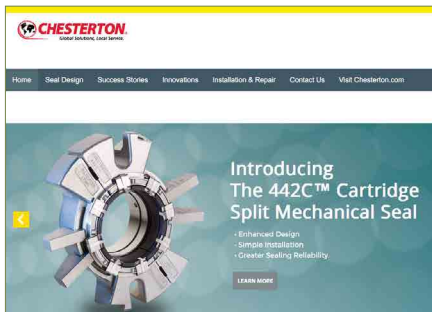 CHESTERTON.
Global Solutions, Local Service.
Home Seal Design Success Stories Innovations Installation & Repair Contact Us Visit Chesterton.com
Introducing
The 442C™ Cartridge
Split Mechanical Seal
- Enhanced Design
- Simple Installation
- Greater Sealing Reliability
LEARN MORE